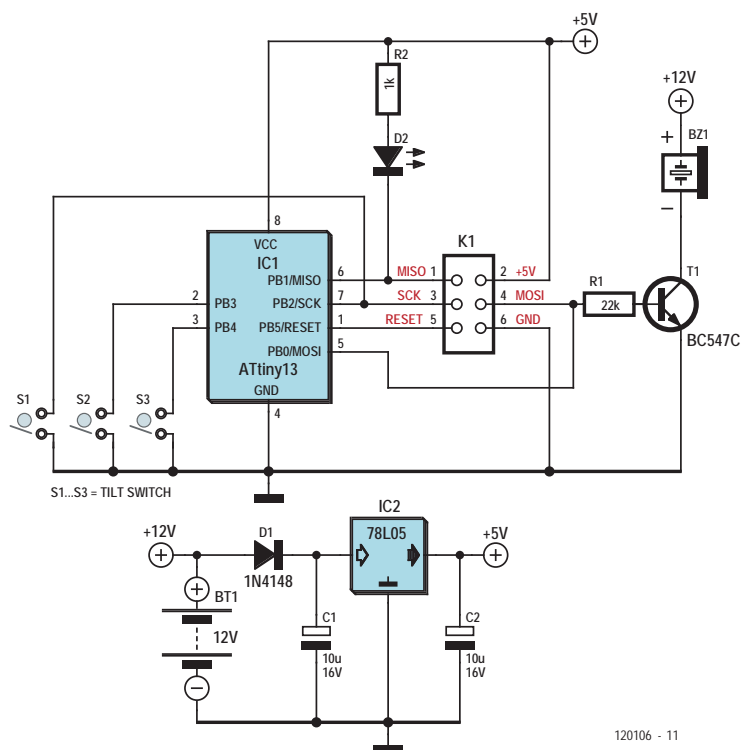 +5V
R2
1k
+12V
+
BZ1
−
D2
8
VCC
IC1
PB1/MISO
6
MISO
1
K1
2
+5V
2
PB3
PB2/SCK
7
SCK
3
4
MOSI
R1
22k
T1
3
PB4
PB5/RESET
1
RESET
5
6
GND
BC547C
PB0/MOSI
5
ATtiny13
GND
4
S1
S2
S3
S1...S3 = TILT SWITCH
IC2
78L05
+12V
D1
1N4148
+5V
+
BT1
12V
−
C1
10u
16V
C2
10u
16V
120106 - 11